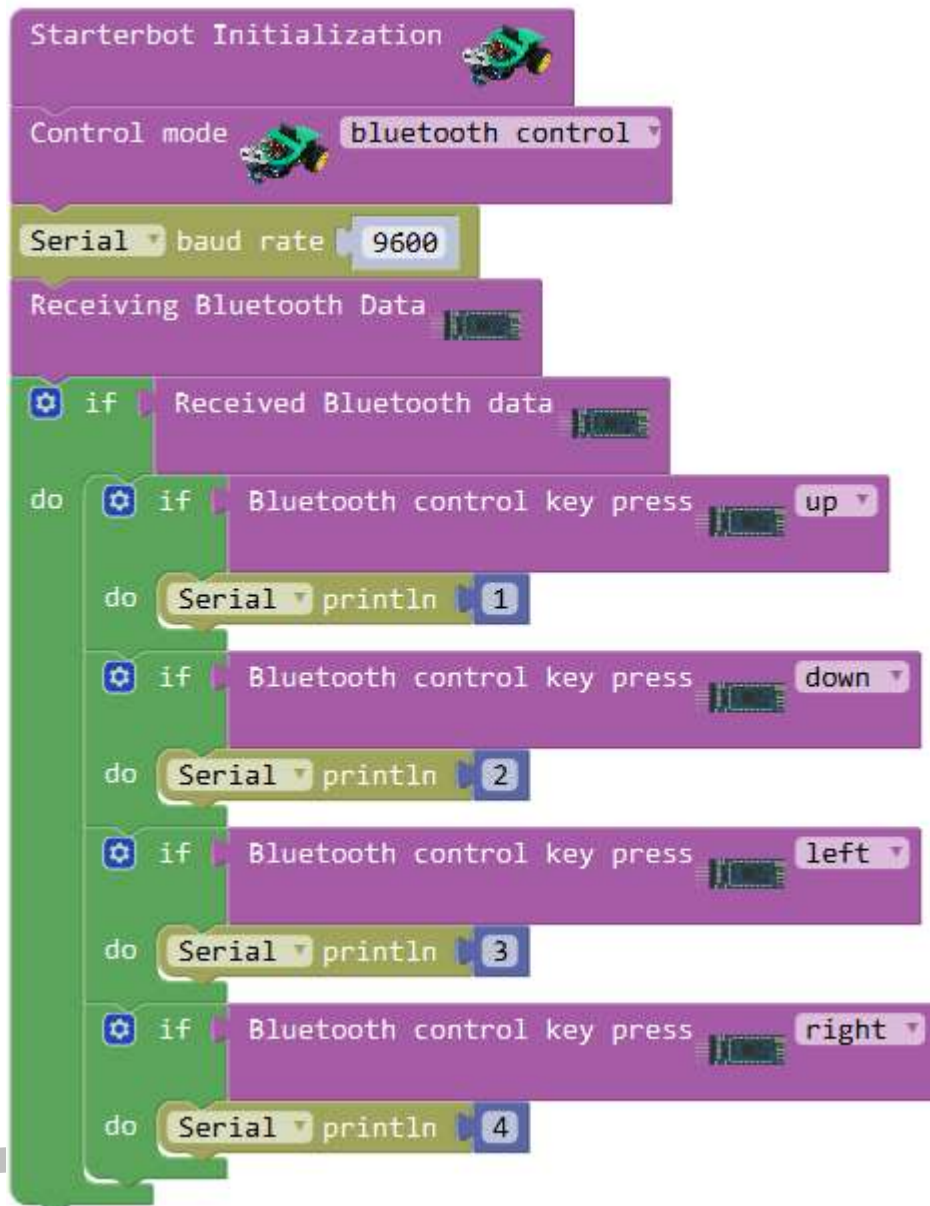 Starterbot Initialization
Control mode bluetooth control
Serial baud rate 9600
Receiving Bluetooth Data
if Received Bluetooth data
do if Bluetooth control key press up
do Serial println 1
if Bluetooth control key press down
do Serial println 2
if Bluetooth control key press left
do Serial println 3
if Bluetooth control key press right
do Serial println 4